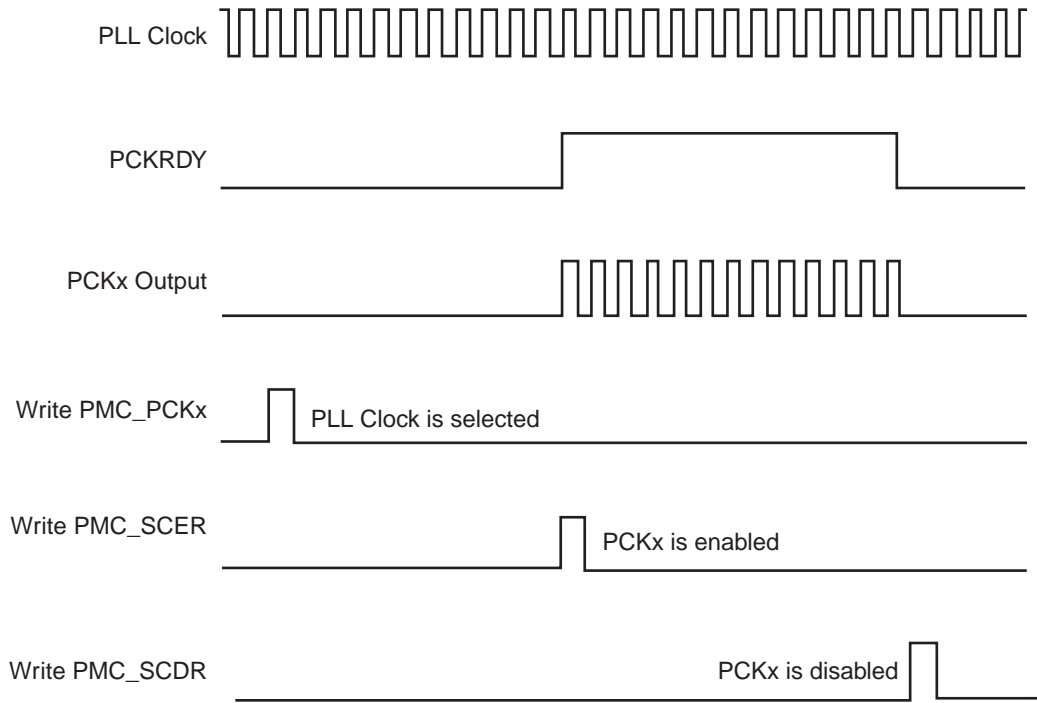 PLL Clock
PCKRDY
PCKx Output
Write PMC_PCKx
PLL Clock is selected
Write PMC_SCER
PCKx is enabled
Write PMC_SCDR
PCKx is disabled